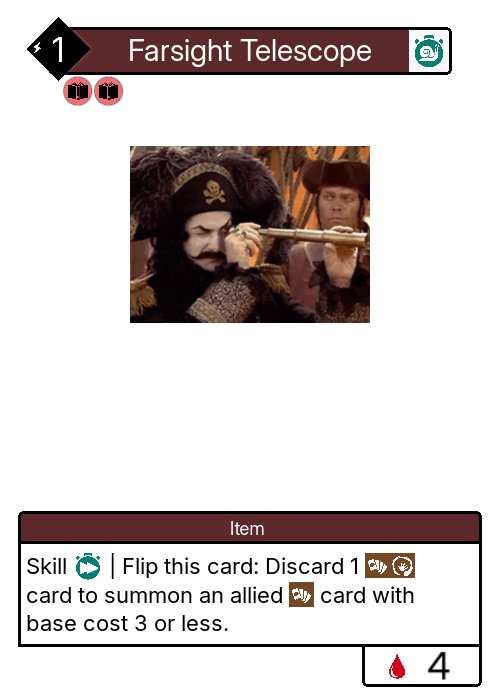 1
Farsight Telescope
Item
Skill | Flip this card: Discard 1
card to summon an allied card with
base cost 3 or less.
4